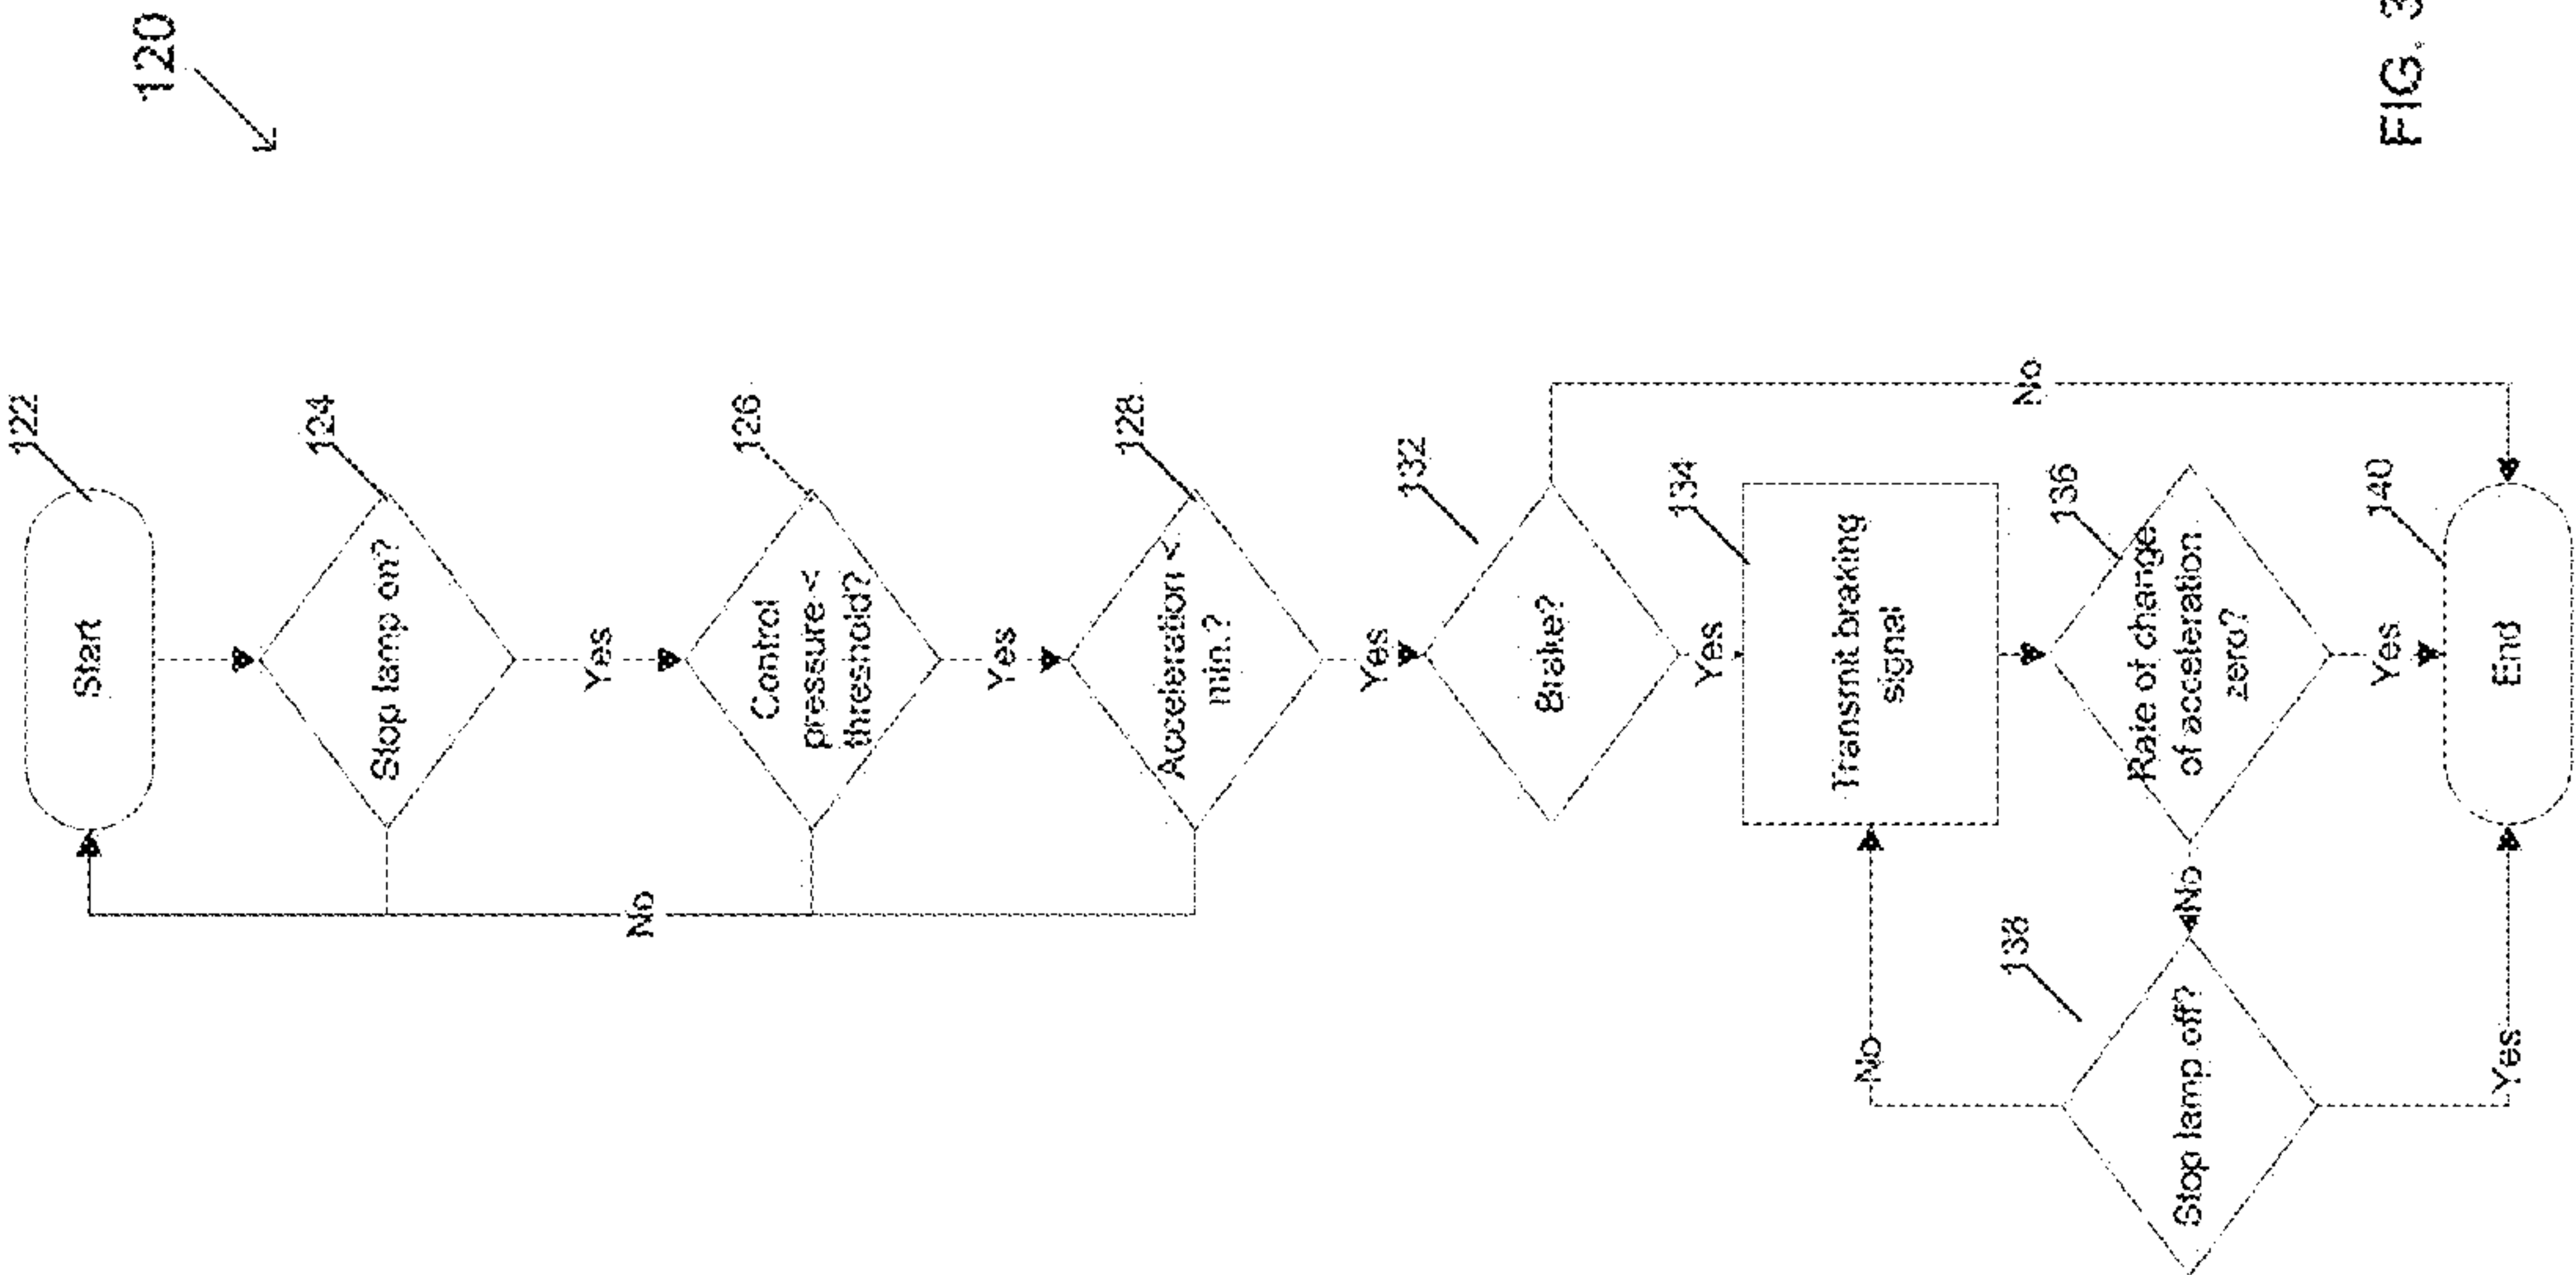 120
122
Start
124
Stop lamp on?
Yes
126
Control
pressure <
threshold?
No
Yes
128
Acceleration <
min.?
Yes
132
Brake?
No
Yes
134
Transmit braking
signal
136
Rate of change
of acceleration
zero?
No
138
Stop lamp off?
No
Yes
Yes
140
End
FIG. 3